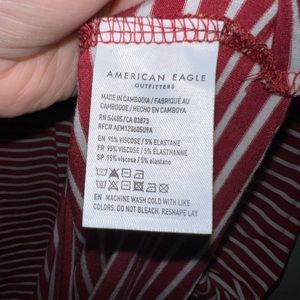 AMERICAN EAGLE
OUTFITTERS
MADE IN CAMBODIA / FABRIQUÉ AU
CAMBODGE / HECHO EN CAMBOYA
RN 54485/CA 03873
RFC# AEM120605U9A
EN 95% VISCOSE / 5% ELASTANE
FR 95% VISCOSE / 5% ÉLASTHANNE
SP 95% viscosa / 5% elastano
EN MACHINE WASH COLD WITH LIKE
COLORS. DO NOT BLEACH. RESHAPE LAY